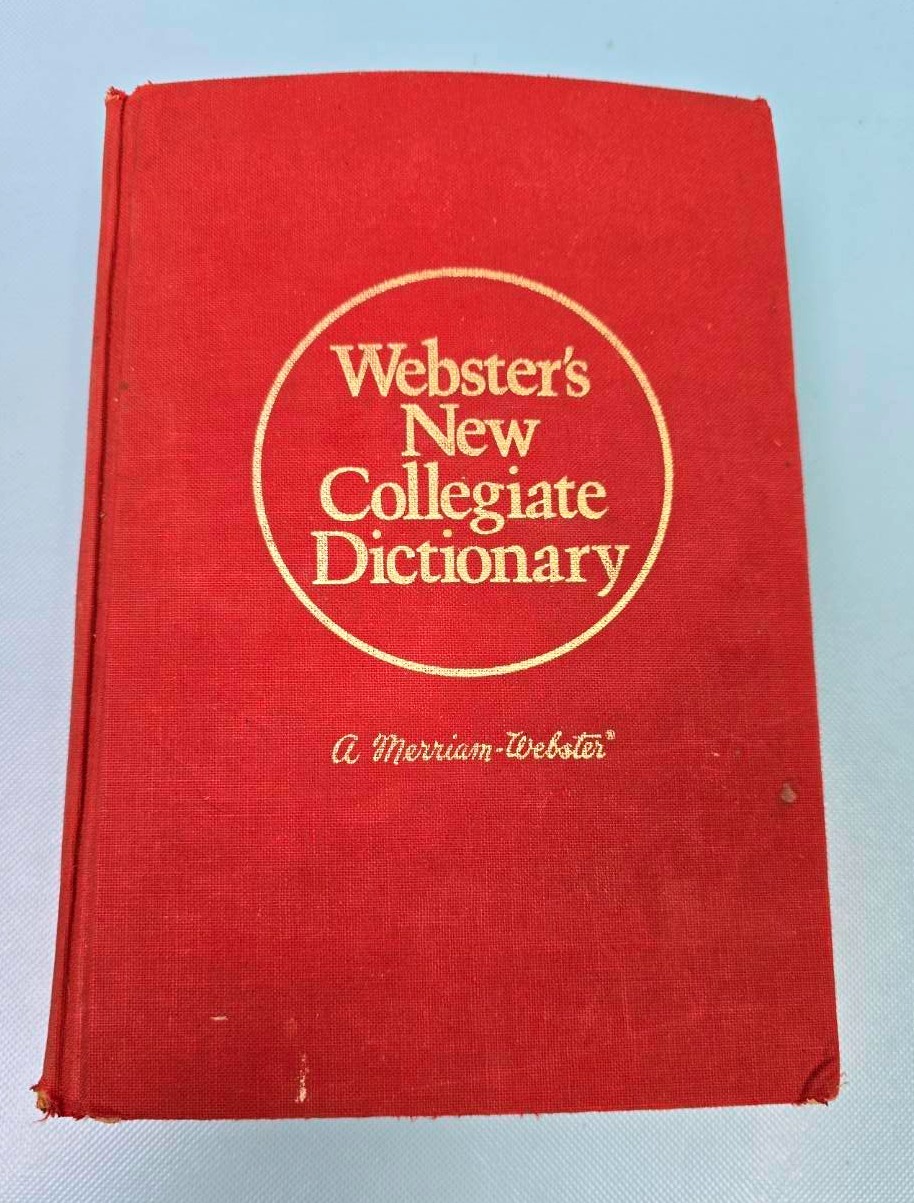 Webster's
New
Collegiate
Dictionary
A Merriam-Webster®